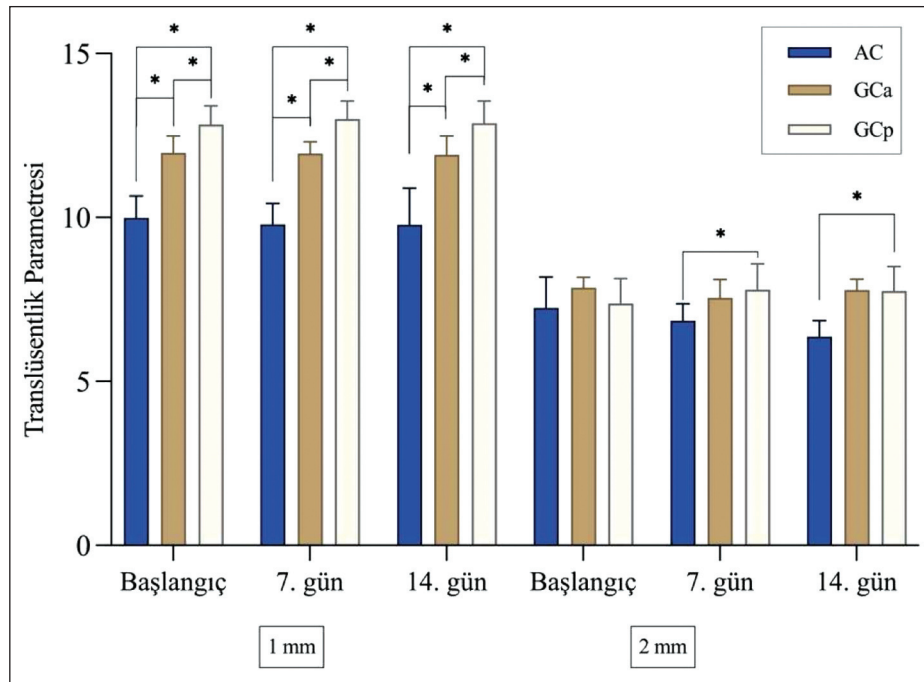 Translüsentlik Parametresi
15
10
5
0
* * *
* * *
* * *
*
*
AC
GCa
GCp
Başlangıç 7. gün 14. gün Başlangıç 7. gün 14. gün
1 mm 2 mm